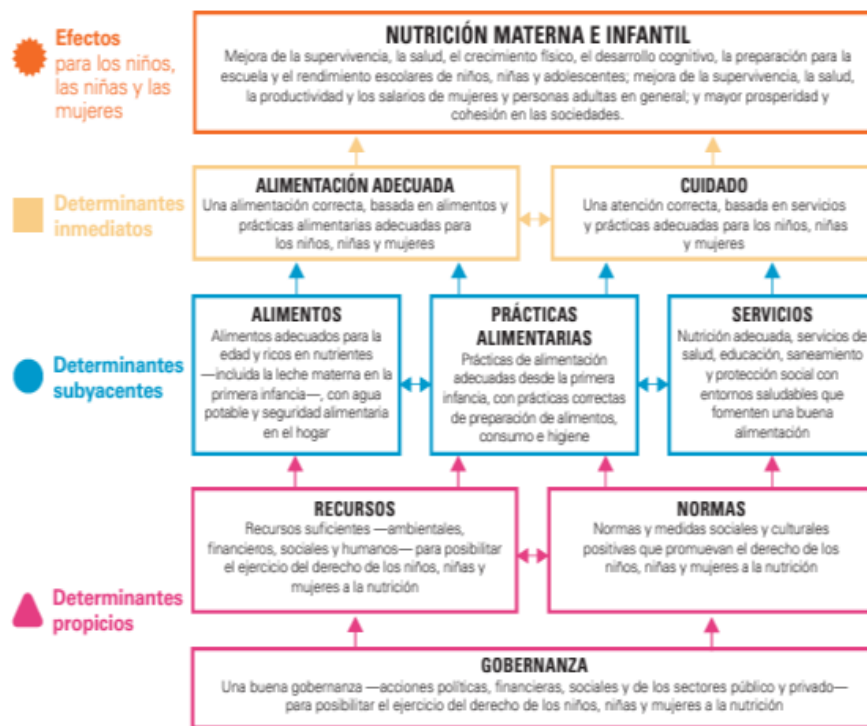 Efectos
para los niños,
las niñas y las
mujeres
NUTRICIÓN MATERNA E INFANTIL
Mejora de la supervivencia, la salud, el crecimiento físico, el desarrollo cognitivo, la preparación para la
escuela y el rendimiento escolares de niños, niñas y adolescentes; mejora de la supervivencia, la salud,
la productividad y los salarios de mujeres y personas adultas en general; y mayor prosperidad y
cohesión en las sociedades.
Determinantes
inmediatos
ALIMENTACIÓN ADECUADA
Una alimentación correcta, basada en alimentos y
prácticas alimentarias adecuadas para
los niños, niñas y mujeres
CUIDADO
Una atención correcta, basada en servicios
y prácticas adecuadas para los niños, niñas
y mujeres
Determinantes
subyacentes
ALIMENTOS
Alimentos adecuados para la
edad y ricos en nutrientes
—incluida la leche materna en la
primera infancia—, con agua
potable y seguridad alimentaria
en el hogar
PRÁCTICAS
ALIMENTARIAS
Prácticas de alimentación
adecuadas desde la primera
infancia, con prácticas correctas
de preparación de alimentos,
consumo e higiene
SERVICIOS
Nutrición adecuada, servicios de
salud, educación, saneamiento
y protección social con
entornos saludables que
fomenten una buena
alimentación
Determinantes
propicios
RECURSOS
Recursos suficientes —ambientales,
financieros, sociales y humanos— para posibilitar
el ejercicio del derecho de los niños, niñas y
mujeres a la nutrición
NORMAS
Normas y medidas sociales y culturales
positivas que promuevan el derecho de los
niños, niñas y mujeres a la nutrición
GOBERNANZA
Una buena gobernanza —acciones políticas, financieras, sociales y de los sectores público y privado—
para posibilitar el ejercicio del derecho de los niños, niñas y mujeres a la nutrición